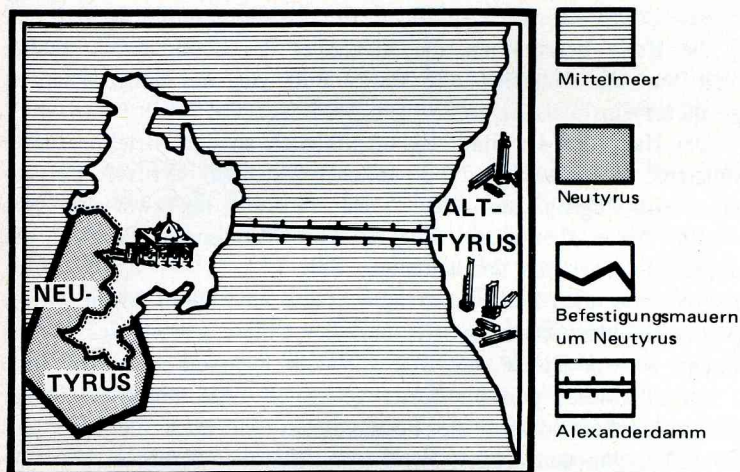 ALT-
TYRUS
NEU-
TYRUS
Mittelmeer
Neutyrus
Befestigungsmauern
um Neutyrus
Alexanderdamm